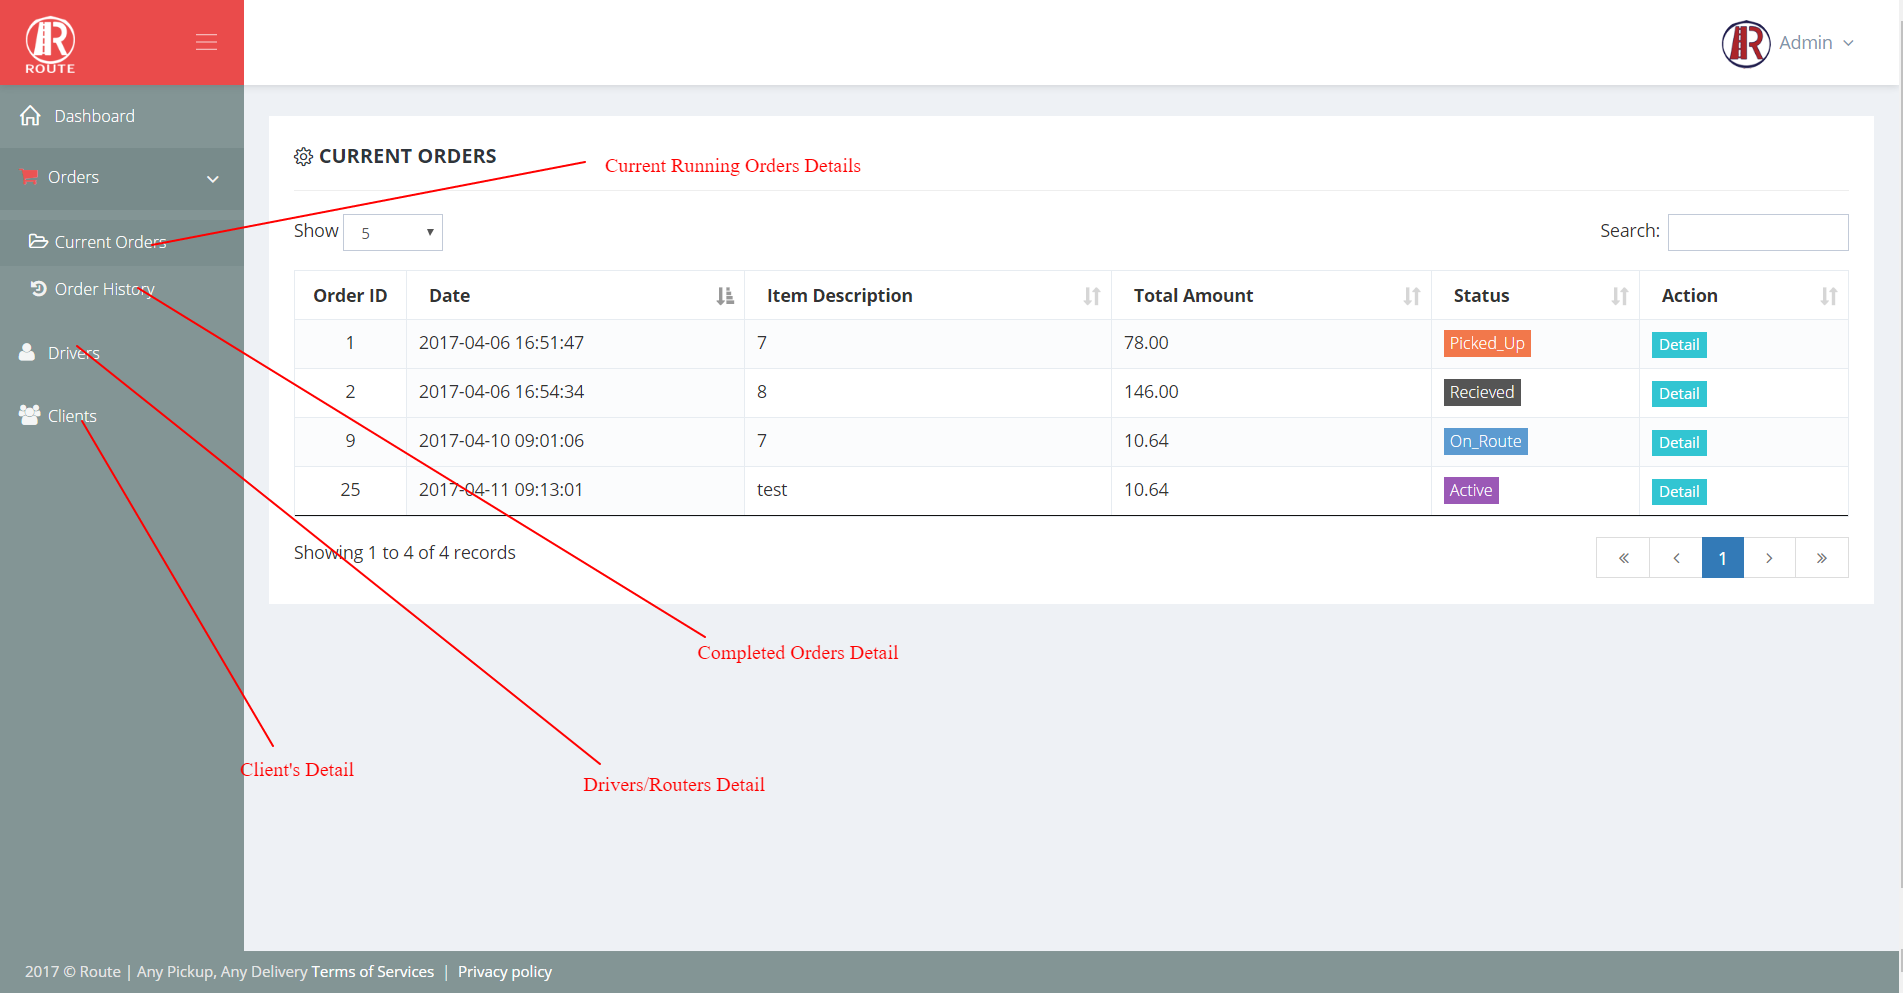 ROUTE
Admin
Dashboard
Orders
Current Orders
Order History
Drivers
Clients
CURRENT ORDERS
Current Running Orders Details
Show 5
Search:
Order ID Date Item Description Total Amount Status Action
1 2017-04-06 16:51:47 7 78.00 Picked_Up Detail
2 2017-04-06 16:54:34 8 146.00 Recieved Detail
9 2017-04-10 09:01:06 7 10.64 On_Route Detail
25 2017-04-11 09:13:01 test 10.64 Active Detail
Showing 1 to 4 of 4 records
« ‹ 1 › »
Completed Orders Detail
Client's Detail
Drivers/Routers Detail
2017 © Route | Any Pickup, Any Delivery Terms of Services | Privacy policy